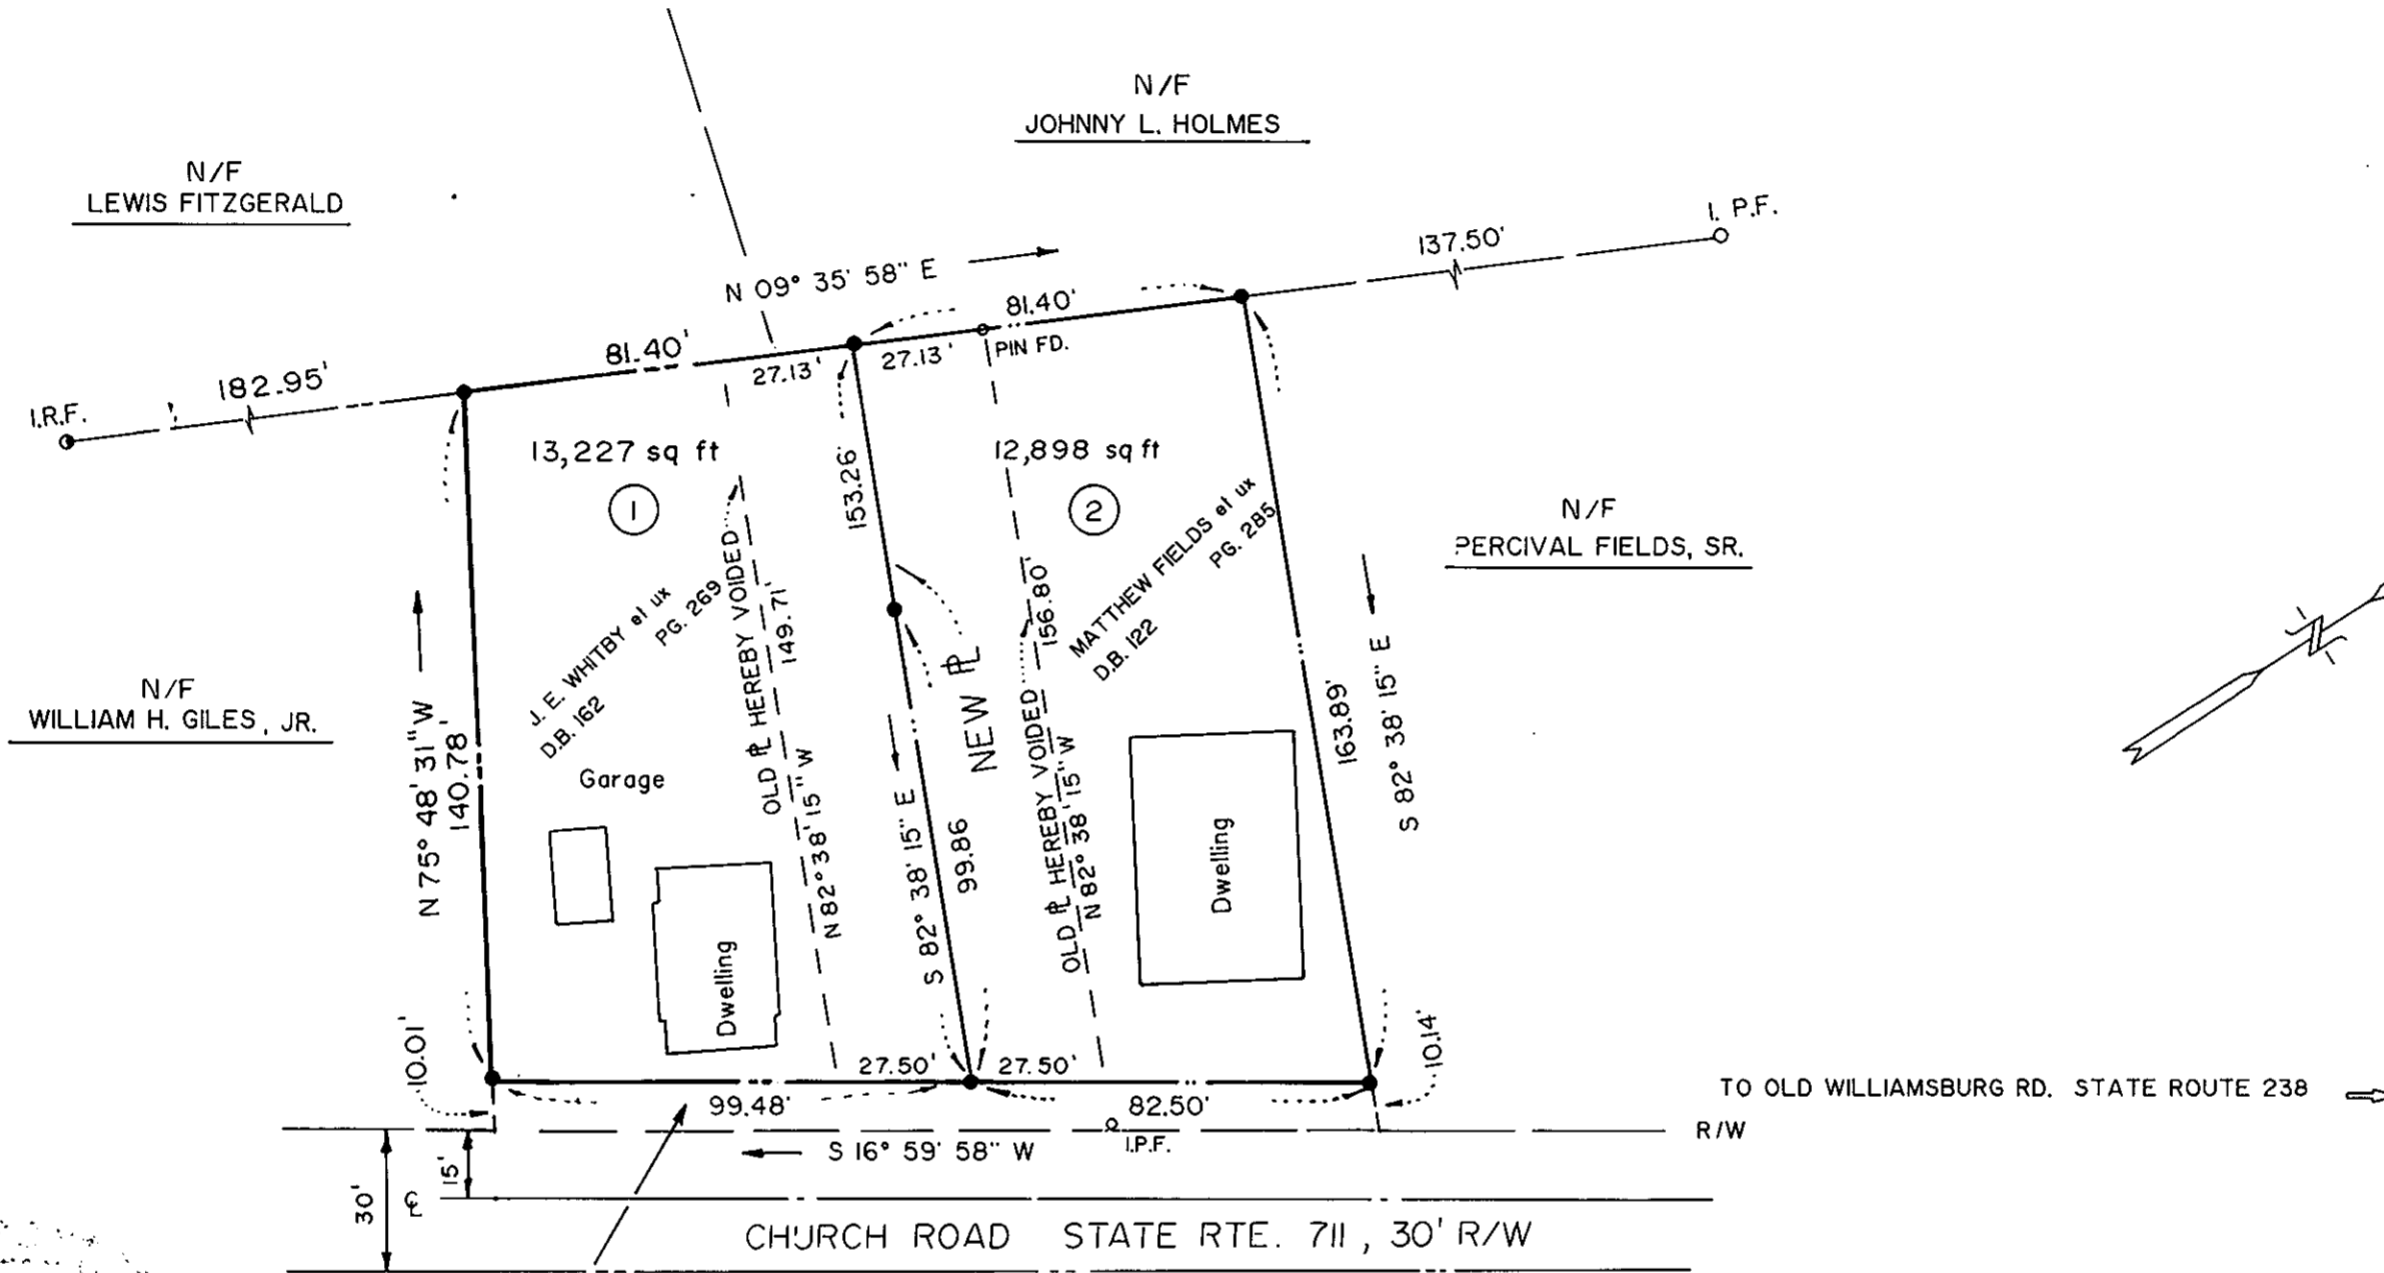 N/F
JOHNNY L. HOLMES
N/F
LEWIS FITZGERALD
I. P.F.
137.50'
N 09° 35' 58" E
81.40'
81.40'
PIN FD.
27.13'
27.13'
182.95'
I.R.F.
13,227 sq ft
1
12,898 sq ft
2
153.26'
N/F
PERCIVAL FIELDS, SR.
MATTHEW FIELDS et ux
D.B. 122
PG. 285
J. E. WHITBY et ux
D.B. 162
PG. 269
OLD ⅊ HEREBY VOIDED
149.71'
N 82° 38' 15" W
NEW ⅊
OLD ⅊ HEREBY VOIDED
156.80'
N 82° 38' 15" W
163.89'
S 82° 38' 15" E
N/F
WILLIAM H. GILES, JR.
N 75° 48' 31" W
140.78'
Garage
Dwelling
S 82° 38' 15" E
99.86
Dwelling
10.01'
27.50'
27.50'
10.14'
99.48'
82.50'
TO OLD WILLIAMSBURG RD. STATE ROUTE 238
R/W
S 16° 59' 58" W
I.P.F.
15'
30'
℄
CHURCH ROAD STATE RTE. 711, 30' R/W